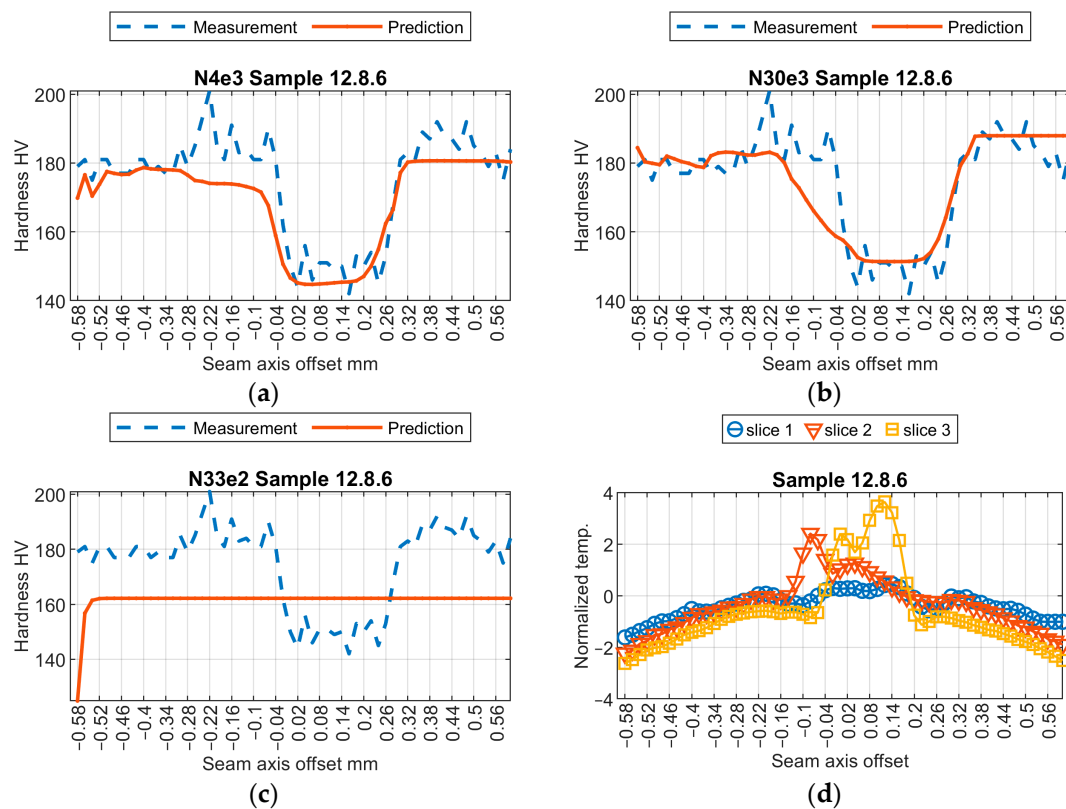 Measurement Prediction
Measurement Prediction
N4e3 Sample 12.8.6
N30e3 Sample 12.8.6
200
180
160
140
Hardness HV
-0.58 -0.52 -0.46 -0.4 -0.34 -0.28 -0.22 -0.16 -0.1 -0.04 0.02 0.08 0.14 0.2 0.26 0.32 0.38 0.44 0.5 0.56
Seam axis offset mm
200
180
160
140
Hardness HV
-0.58 -0.52 -0.46 -0.4 -0.34 -0.28 -0.22 -0.16 -0.1 -0.04 0.02 0.08 0.14 0.2 0.26 0.32 0.38 0.44 0.5 0.56
Seam axis offset mm
(a)
(b)
Measurement Prediction
slice 1 slice 2 slice 3
N33e2 Sample 12.8.6
Sample 12.8.6
200
180
160
140
Hardness HV
-0.58 -0.52 -0.46 -0.4 -0.34 -0.28 -0.22 -0.16 -0.1 -0.04 0.02 0.08 0.14 0.2 0.26 0.32 0.38 0.44 0.5 0.56
Seam axis offset mm
4
2
0
-2
-4
Normalized temp.
-0.58 -0.52 -0.46 -0.4 -0.34 -0.28 -0.22 -0.16 -0.1 -0.04 0.02 0.08 0.14 0.2 0.26 0.32 0.38 0.44 0.5 0.56
Seam axis offset
(c)
(d)